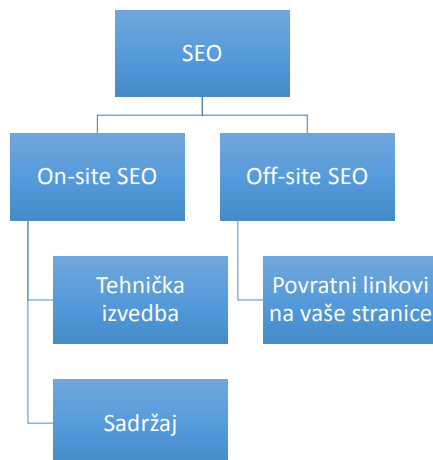 SEO
On-site SEO
Off-site SEO
Tehnička
izvedba
Povratni linkovi
na vaše stranice
Sadržaj